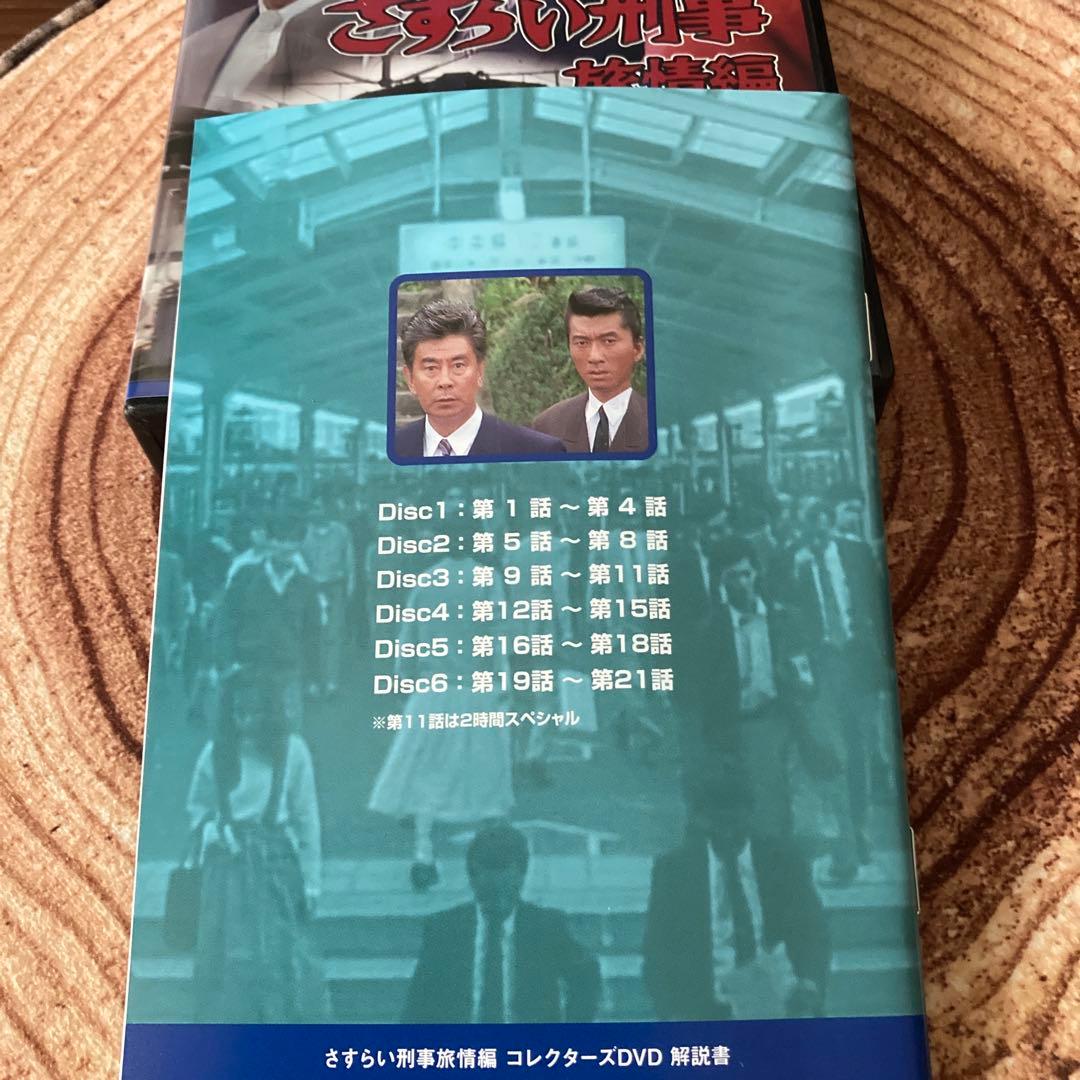 さすらい刑事
旅情編
Disc1：第 1 話 〜 第 4 話
Disc2：第 5 話 〜 第 8 話
Disc3：第 9 話 〜 第11話
Disc4：第12話 〜 第15話
Disc5：第16話 〜 第18話
Disc6：第19話 〜 第21話
※第11話は2時間スペシャル
さすらい刑事旅情編 コレクターズDVD 解説書